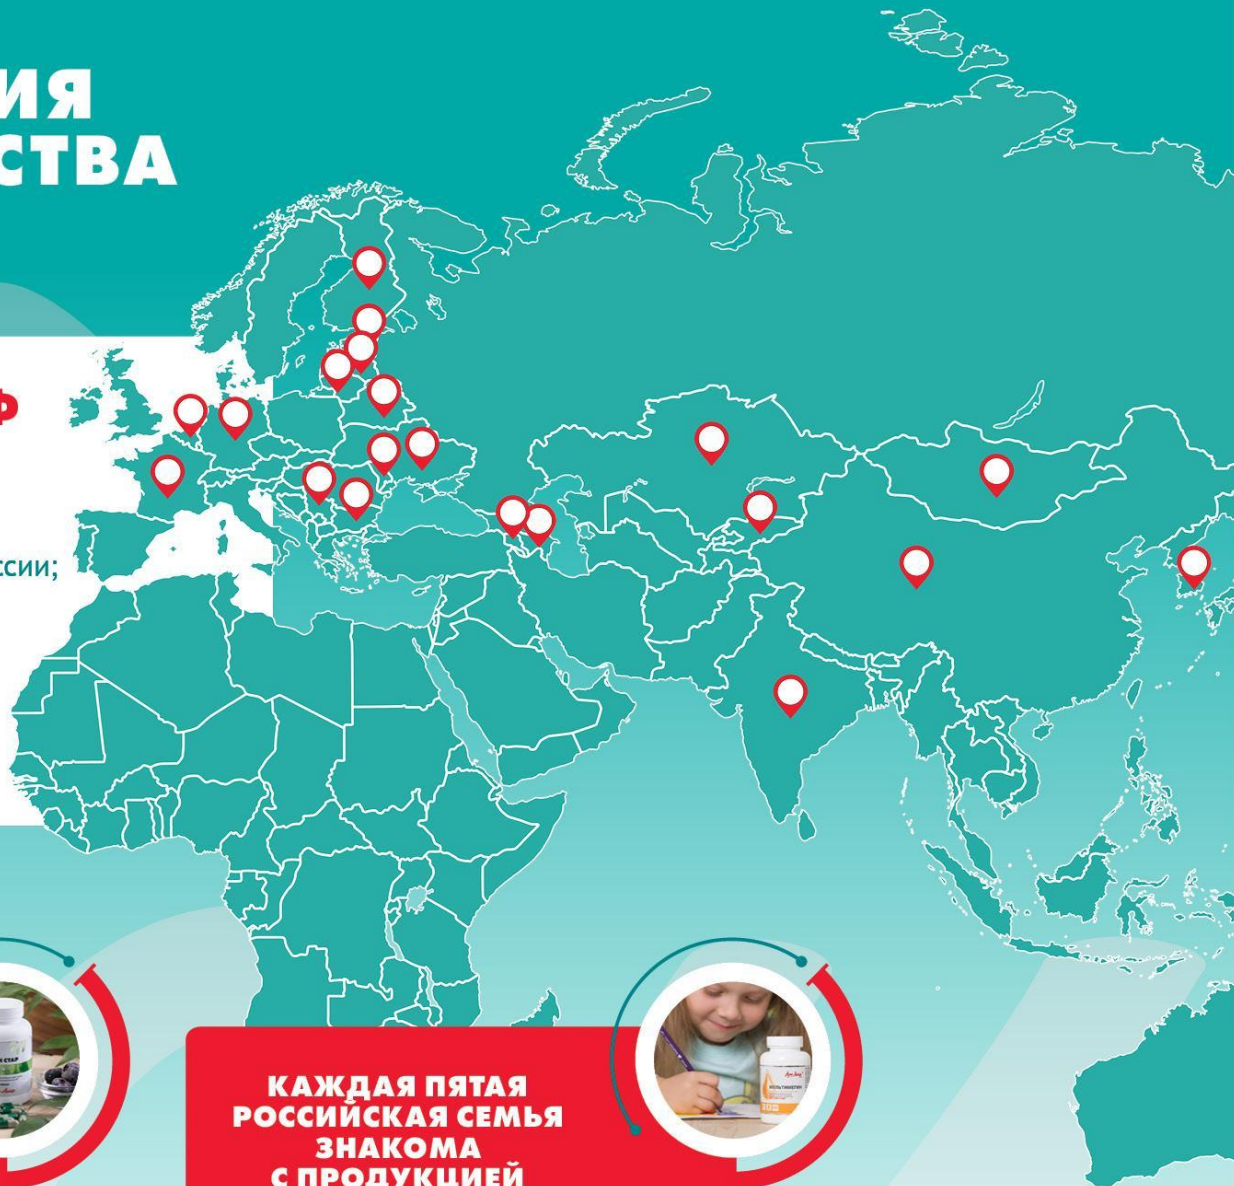 ИЯ
СТВА
Ф
ССИИ;
КАЖДАЯ ПЯТАЯ
РОССИЙСКАЯ СЕМЬЯ
ЗНАКОМА
С ПРОДУКЦИЕЙ